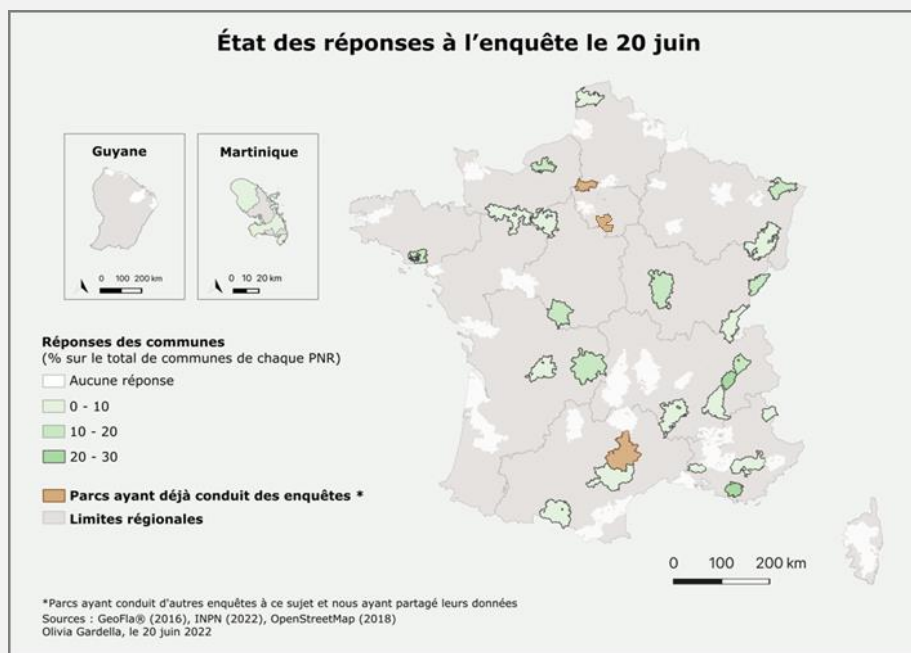 État des réponses à l'enquête le 20 juin
Guyane
0 100 200 km
Martinique
0 10 20 km
Réponses des communes
(% sur le total de communes de chaque PNR)
Aucune réponse
0 - 10
10 - 20
20 - 30
Parcs ayant déjà conduit des enquêtes *
Limites régionales
0 100 200 km
*Parcs ayant conduit d'autres enquêtes à ce sujet et nous ayant partagé leurs données
Sources : GeoFla® (2016), INPN (2022), OpenStreetMap (2018)
Olivia Gardella, le 20 juin 2022